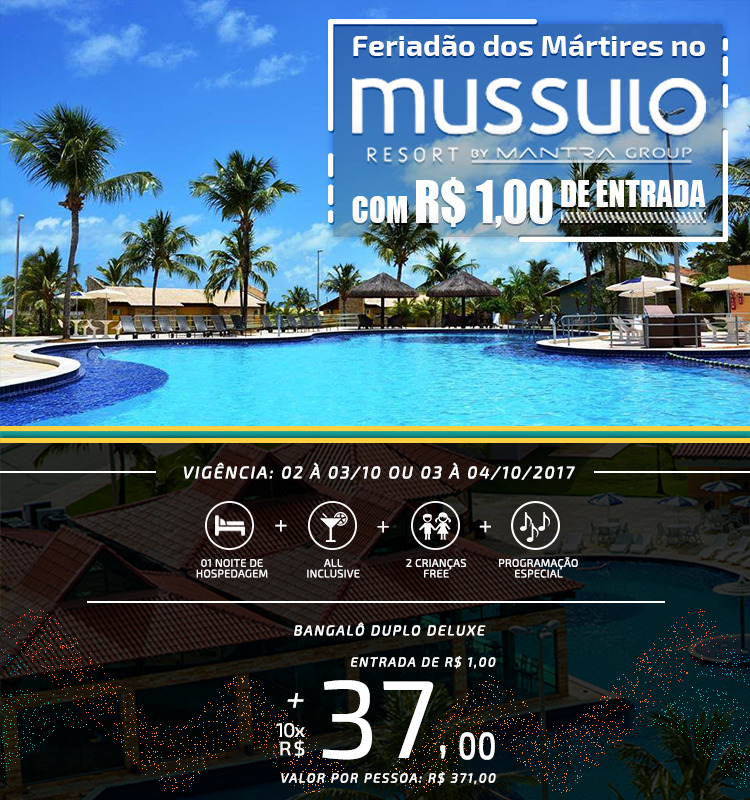 Feriadão dos Mártires no
mussulo
RESORT BY MANTRA GROUP
COM R$ 1,00 DE ENTRADA
VIGÊNCIA: 02 À 03/10 OU 03 À 04/10/2017
01 NOITE DE
HOSPEDAGEM
+
ALL
INCLUSIVE
+
2 CRIANÇAS
FREE
+
PROGRAMAÇÃO
ESPECIAL
BANGALÔ DUPLO DELUXE
ENTRADA DE R$ 1,00
+
10x
R$ 37,00
VALOR POR PESSOA: R$ 371,00